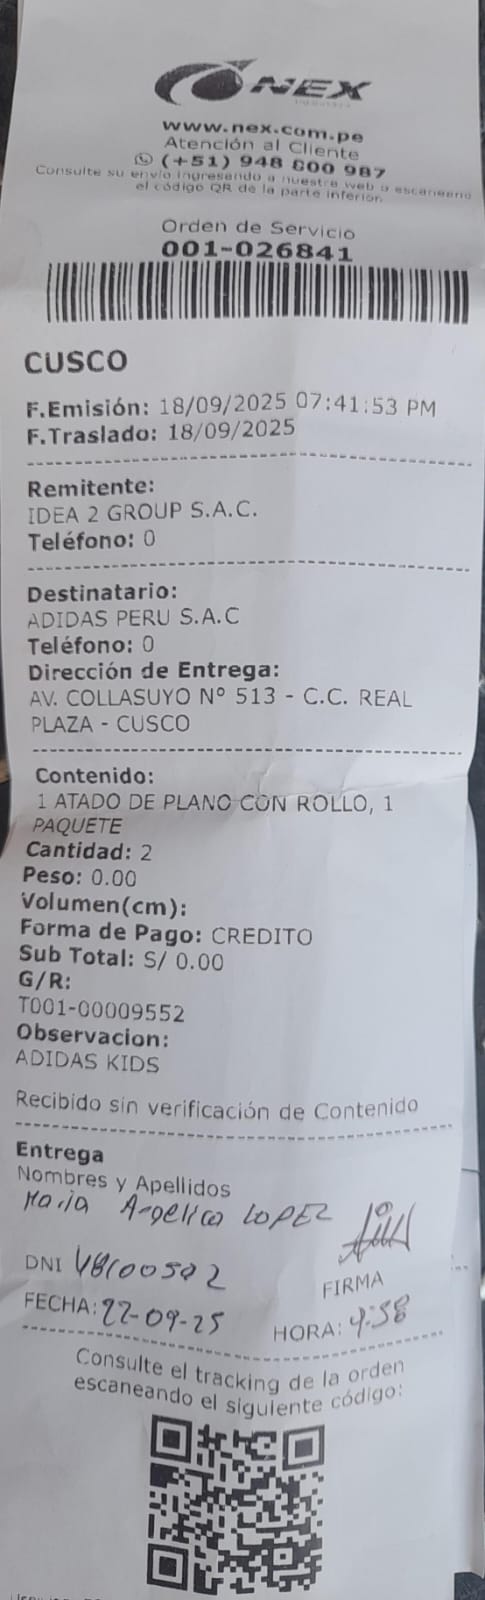 NEX
www.nex.com.pe
Atención al Cliente
(+51) 948 800 987
Consulte su envío ingresando a nuestra web o escaneano
el código QR de la parte inferior.
Orden de Servicio
001-026841
CUSCO
F.Emisión: 18/09/2025 07:41:53 PM
F.Traslado: 18/09/2025
Remitente:
IDEA 2 GROUP S.A.C.
Teléfono: 0
Destinatario:
ADIDAS PERU S.A.C
Teléfono: 0
Dirección de Entrega:
AV. COLLASUYO Nº 513 - C.C. REAL
PLAZA - CUSCO
Contenido:
1 ATADO DE PLANO CON ROLLO, 1
PAQUETE
Cantidad: 2
Peso: 0.00
Volumen(cm):
Forma de Pago: CREDITO
Sub Total: S/ 0.00
G/R:
T001-00009552
Observacion:
ADIDAS KIDS
Recibido sin verificación de Contenido
Entrega
Nombres y Apellidos
Maria Angelica LOPEZ
DNI
FIRMA
FECHA: 22-09-25
HORA: 4:58
Consulte el tracking de la orden
escaneando el siguiente código: